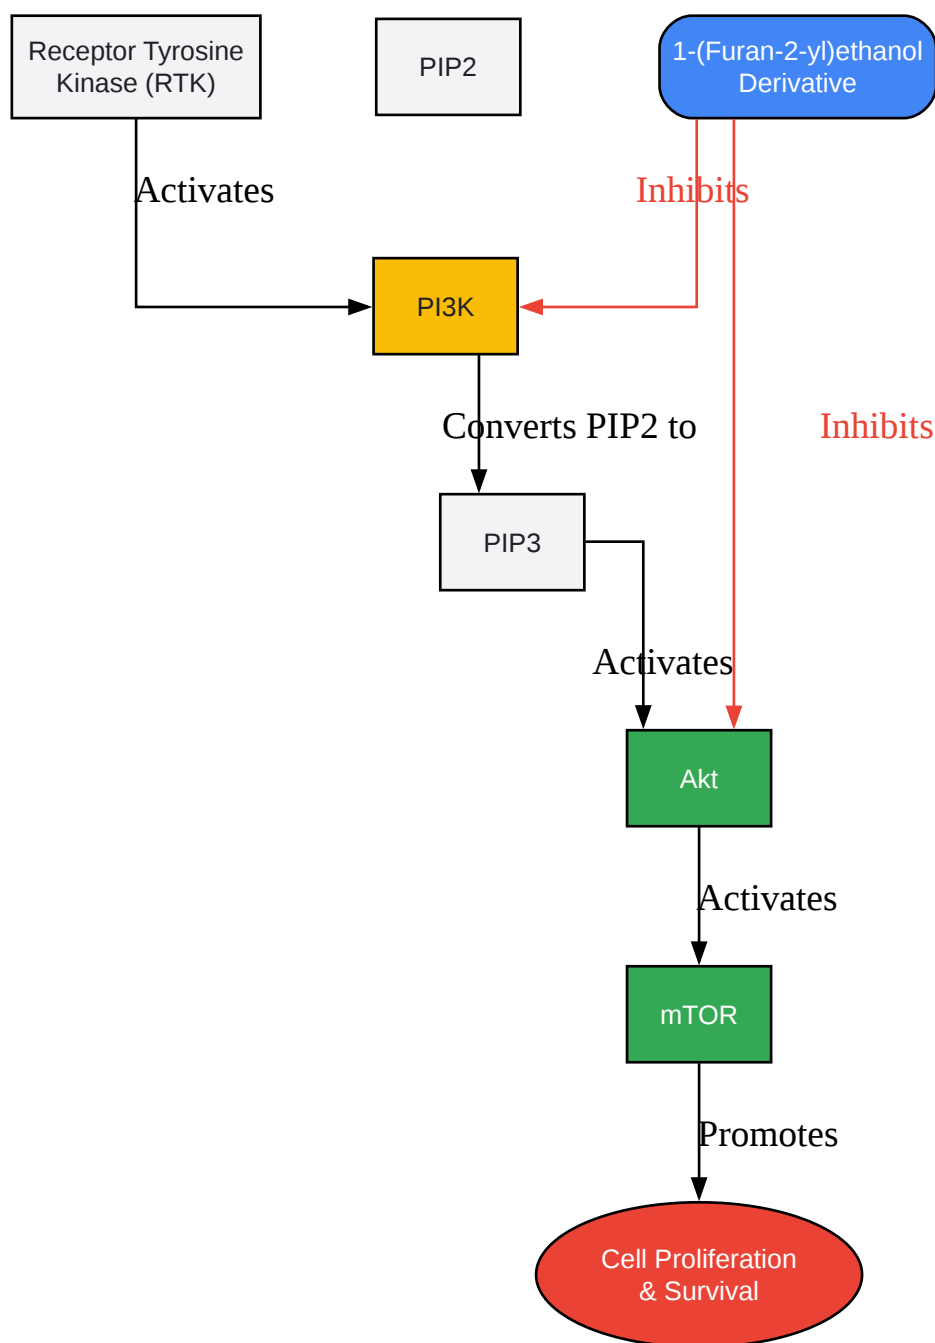 Receptor Tyrosine
Kinase (RTK)
PIP2
1-(Furan-2-yl)ethanol
Derivative
Activates
Inhibits
PI3K
Converts PIP2 to
Inhibits
PIP3
Activates
Akt
Activates
mTOR
Promotes
Cell Proliferation
& Survival